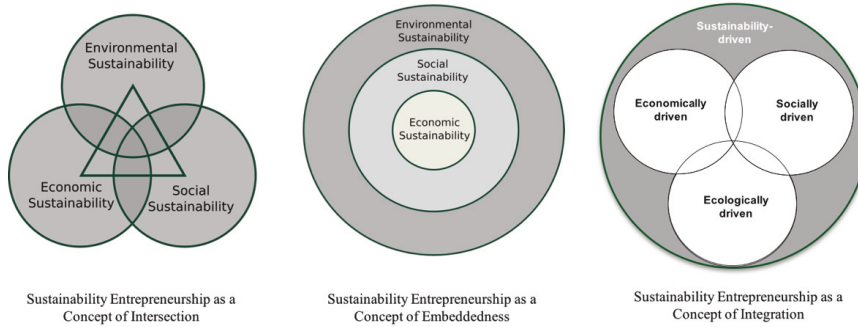 Environmental
Sustainability
Economic
Sustainability
Social
Sustainability
Sustainability Entrepreneurship as a
Concept of Intersection
Environmental
Sustainability
Social
Sustainability
Economic
Sustainability
Sustainability Entrepreneurship as a
Concept of Embeddedness
Sustainability-
driven
Economically
driven
Socially
driven
Ecologically
driven
Sustainability Entrepreneurship as a
Concept of Integration